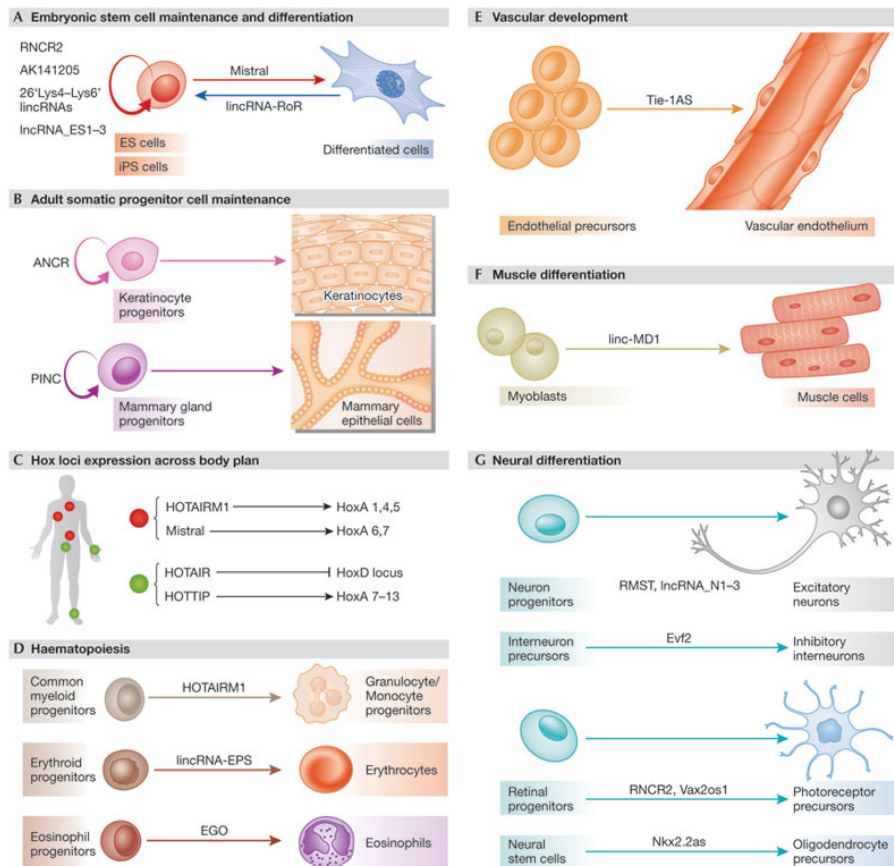 A Embryonic stem cell maintenance and differentiation
RNCR2
AK141205
26‘Lys4–Lys6’
lincRNAs
lncRNA_ES1–3
Mistral
lincRNA-RoR
ES cells
iPS cells
Differentiated cells
B Adult somatic progenitor cell maintenance
ANCR
Keratinocyte
progenitors
Keratinocytes
PINC
Mammary gland
progenitors
Mammary
epithelial cells
C Hox loci expression across body plan
HOTAIRM1
HoxA 1,4,5
Mistral
HoxA 6,7
HOTAIR
HoxD locus
HOTTIP
HoxA 7–13
D Haematopoiesis
Common
myeloid
progenitors
HOTAIRM1
Granulocyte/
Monocyte
progenitors
Erythroid
progenitors
lincRNA-EPS
Erythrocytes
Eosinophil
progenitors
EGO
Eosinophils
E Vascular development
Tie-1AS
Endothelial precursors
Vascular endothelium
F Muscle differentiation
linc-MD1
Myoblasts
Muscle cells
G Neural differentiation
Neuron
progenitors
RMST, lncRNA_N1–3
Excitatory
neurons
Interneuron
precursors
Evf2
Inhibitory
interneurons
Retinal
progenitors
RNCR2, Vax2os1
Photoreceptor
precursors
Neural
stem cells
Nkx2.2as
Oligodendrocyte
precursors